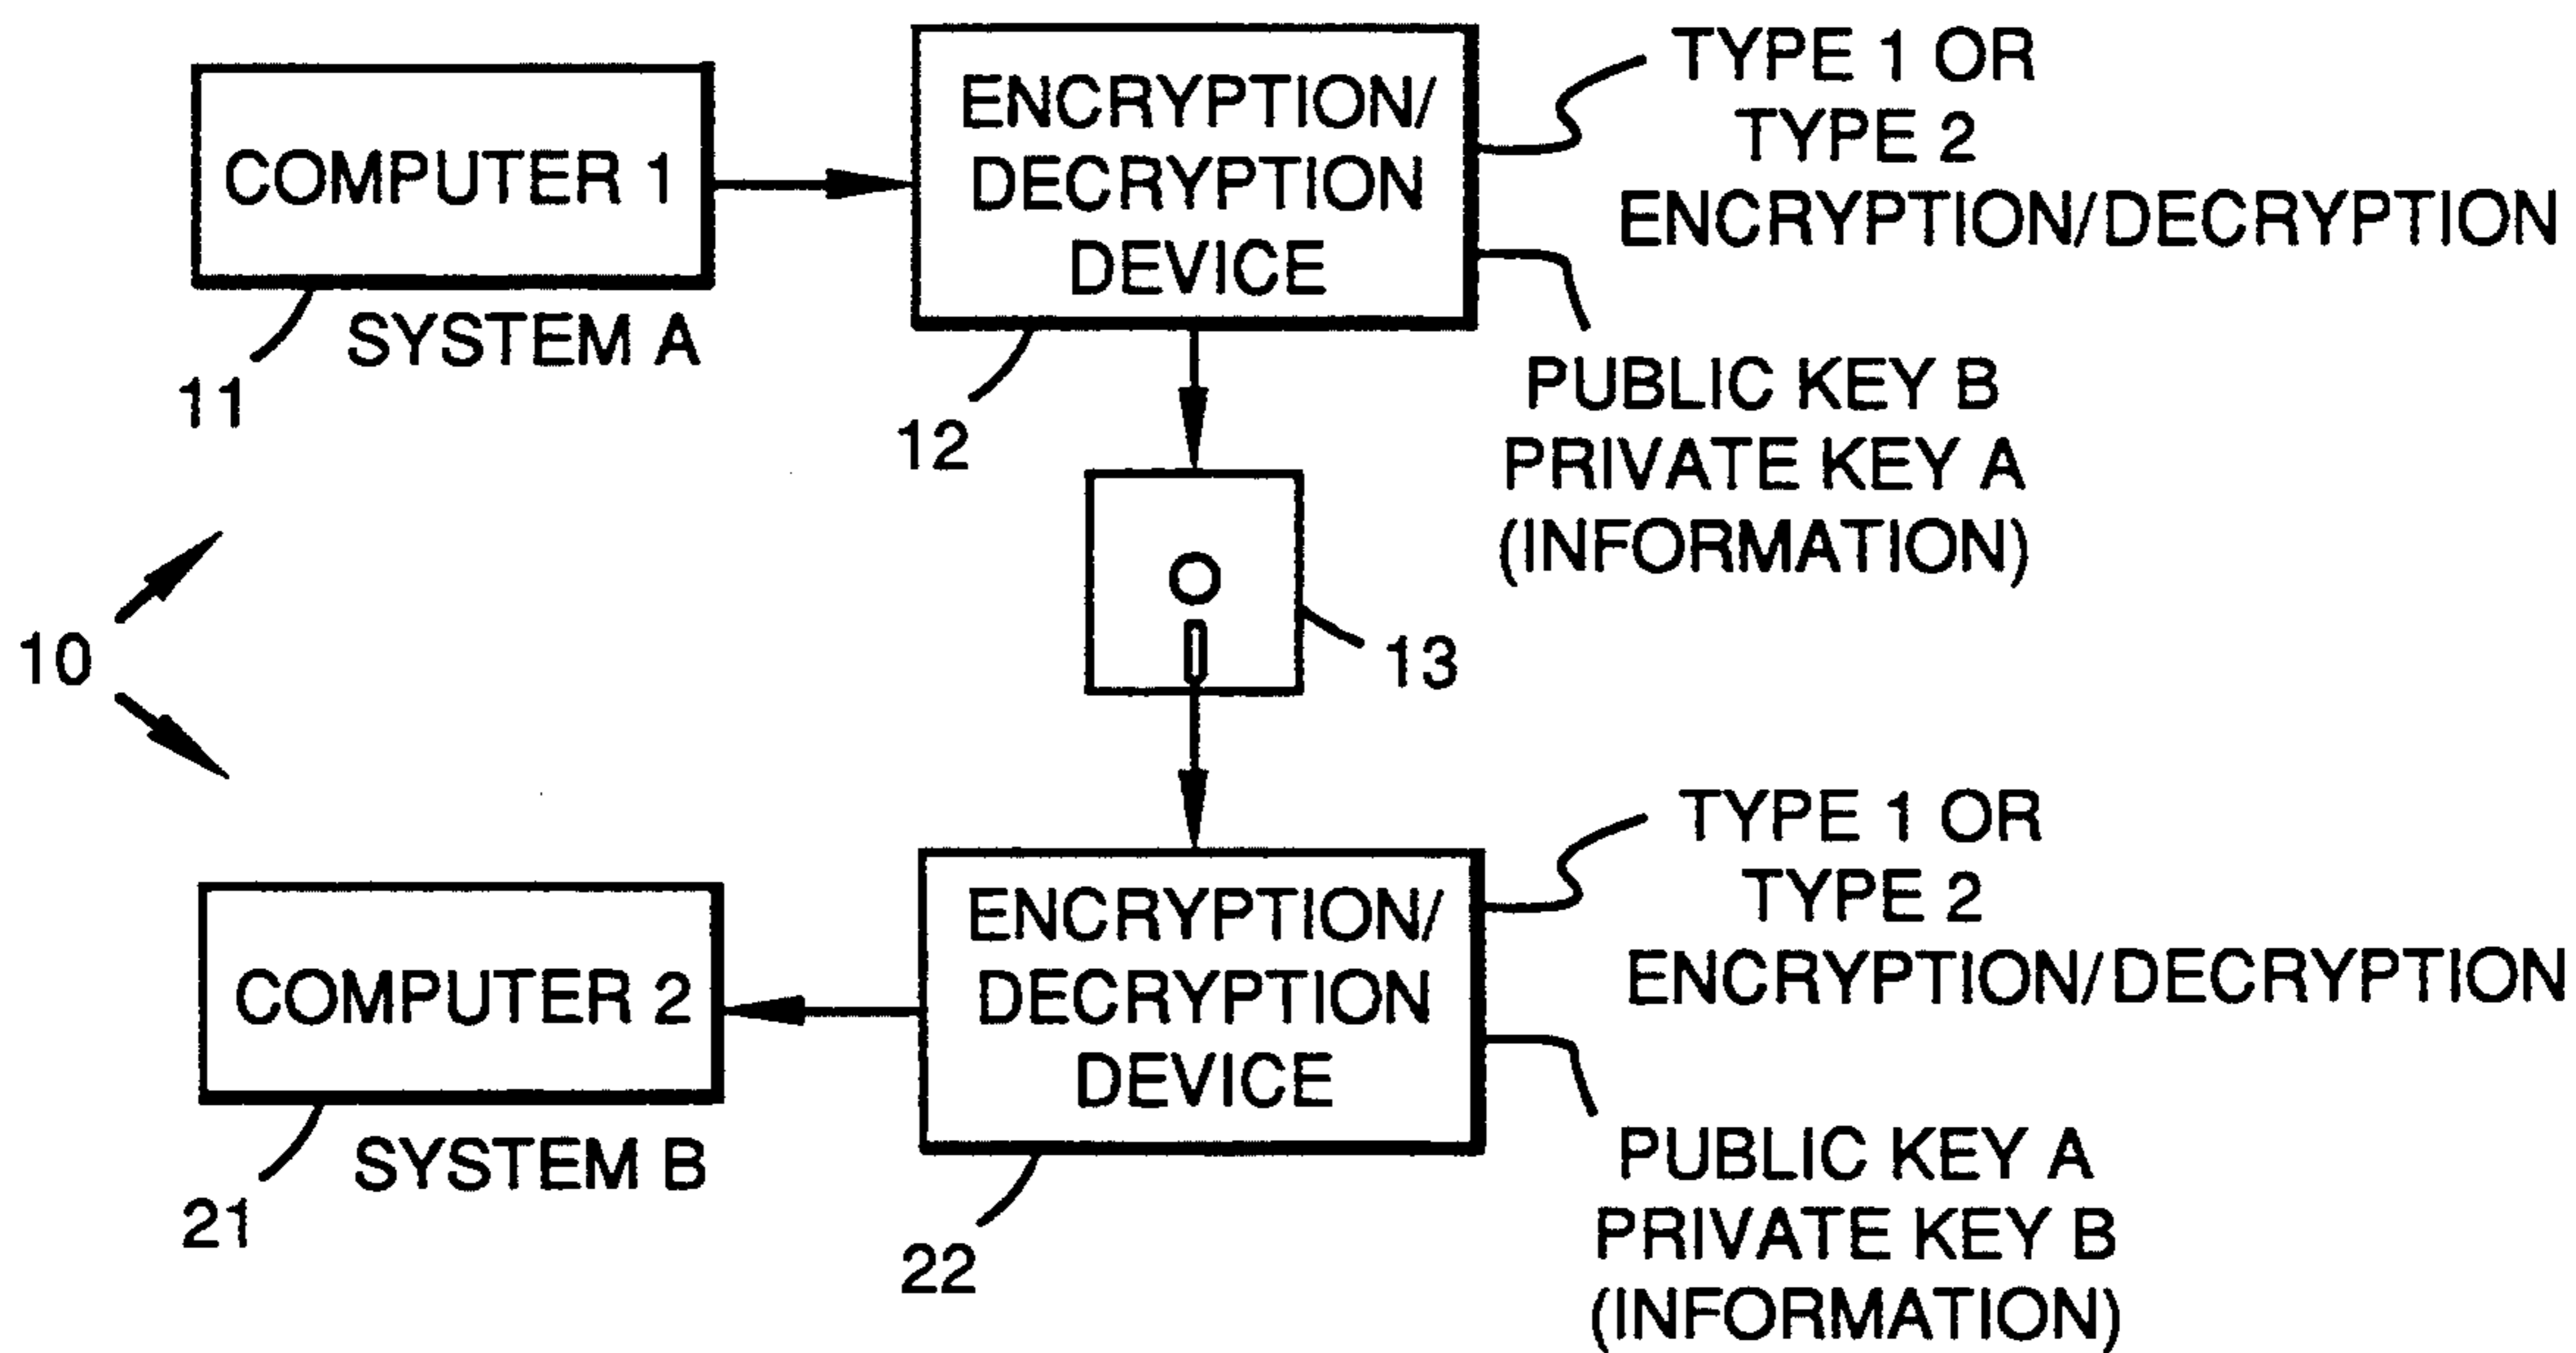 COMPUTER 1
11
SYSTEM A
ENCRYPTION/
DECRYPTION
DEVICE
12
TYPE 1 OR
TYPE 2
ENCRYPTION/DECRYPTION
PUBLIC KEY B
PRIVATE KEY A
(INFORMATION)
13
10
COMPUTER 2
21
SYSTEM B
ENCRYPTION/
DECRYPTION
DEVICE
22
TYPE 1 OR
TYPE 2
ENCRYPTION/DECRYPTION
PUBLIC KEY A
PRIVATE KEY B
(INFORMATION)